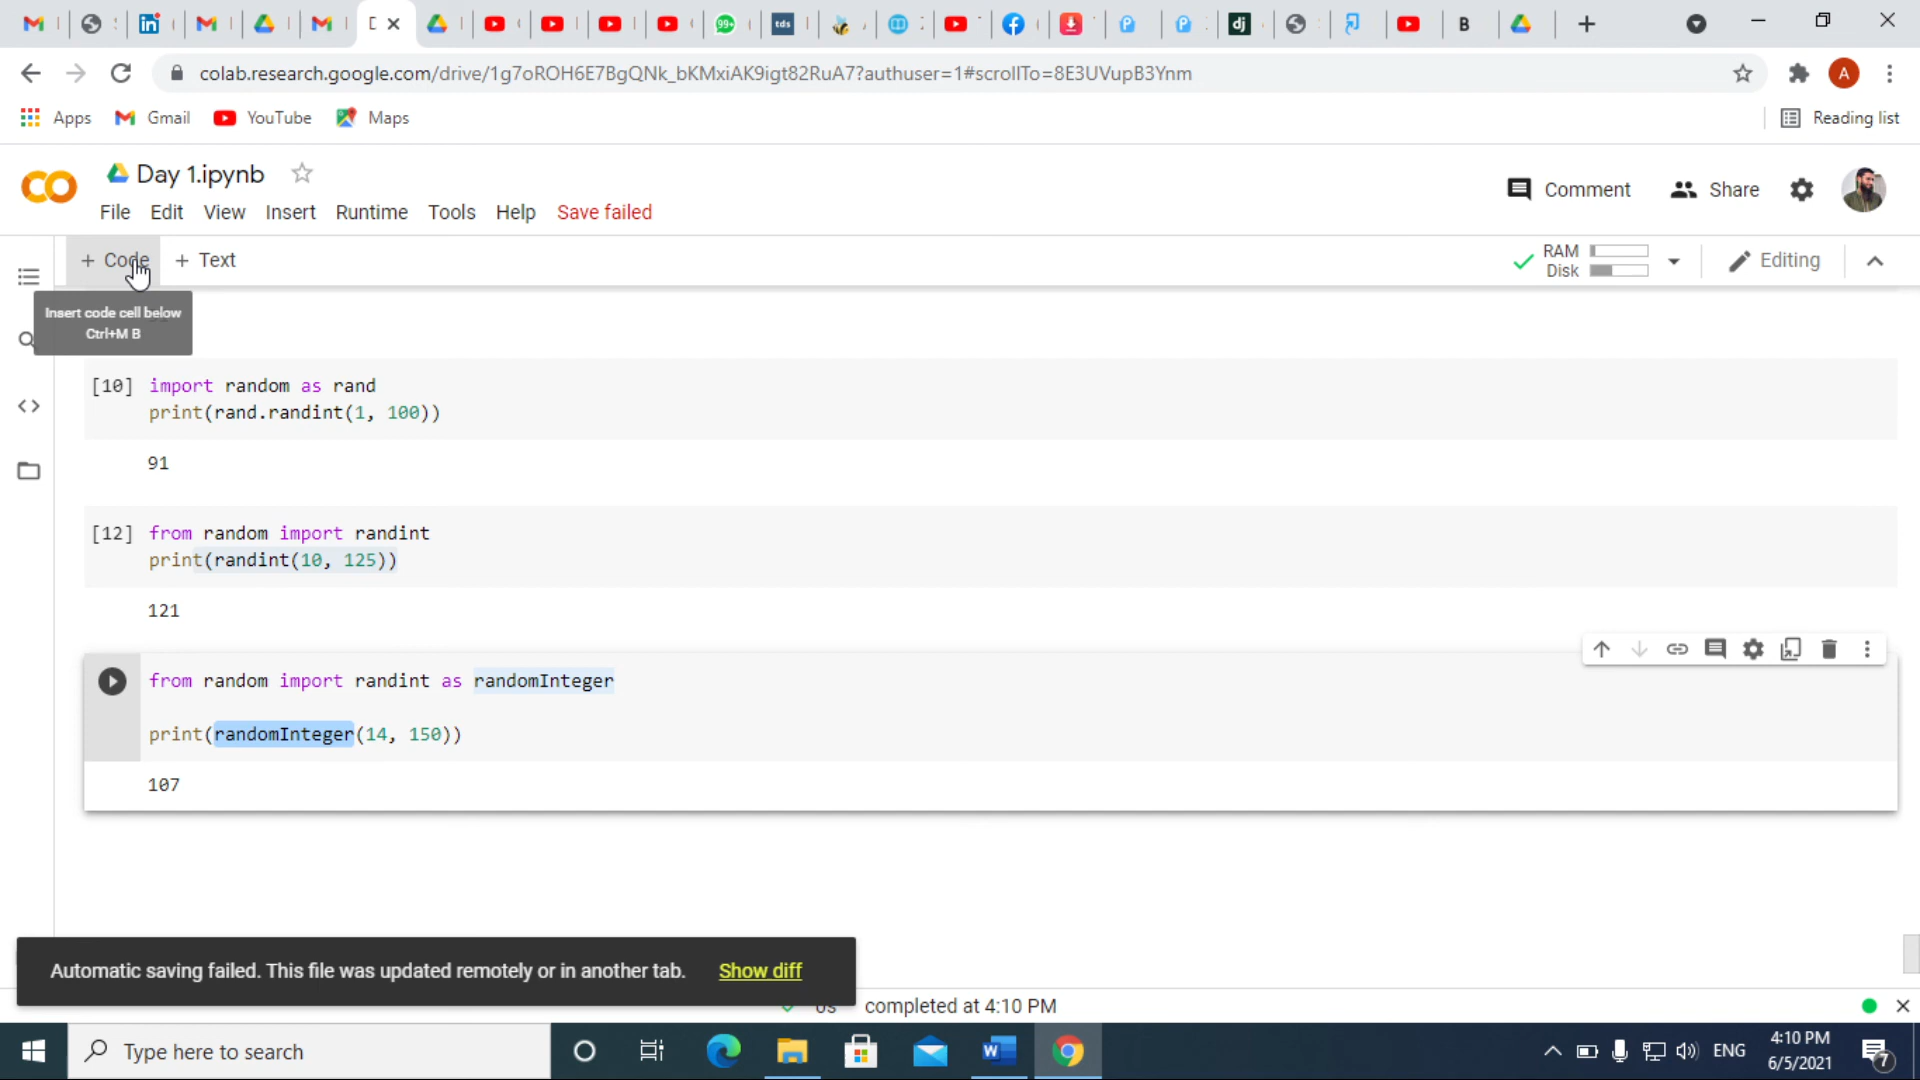 colab.research.google.com/drive/1g7oROH6E7BgQNk_bKMxiAK9igt82RuA7?authuser=1#scrollTo=8E3UVupB3Ynm
A
Apps
Gmail
YouTube
Maps
Reading list
CO
Day 1.ipynb
Comment
Share
File Edit View Insert Runtime Tools Help Save failed
+ Code
+ Text
RAM
Disk
Editing
Insert code cell below
Ctrl+M B
[10] import random as rand
print(rand.randint(1, 100))
91
[12] from random import randint
print(randint(10, 125))
121
from random import randint as randomInteger
print(randomInteger(14, 150))
107
Automatic saving failed. This file was updated remotely or in another tab. Show diff
0s completed at 4:10 PM
Type here to search
ENG
4:10 PM
6/5/2021
7